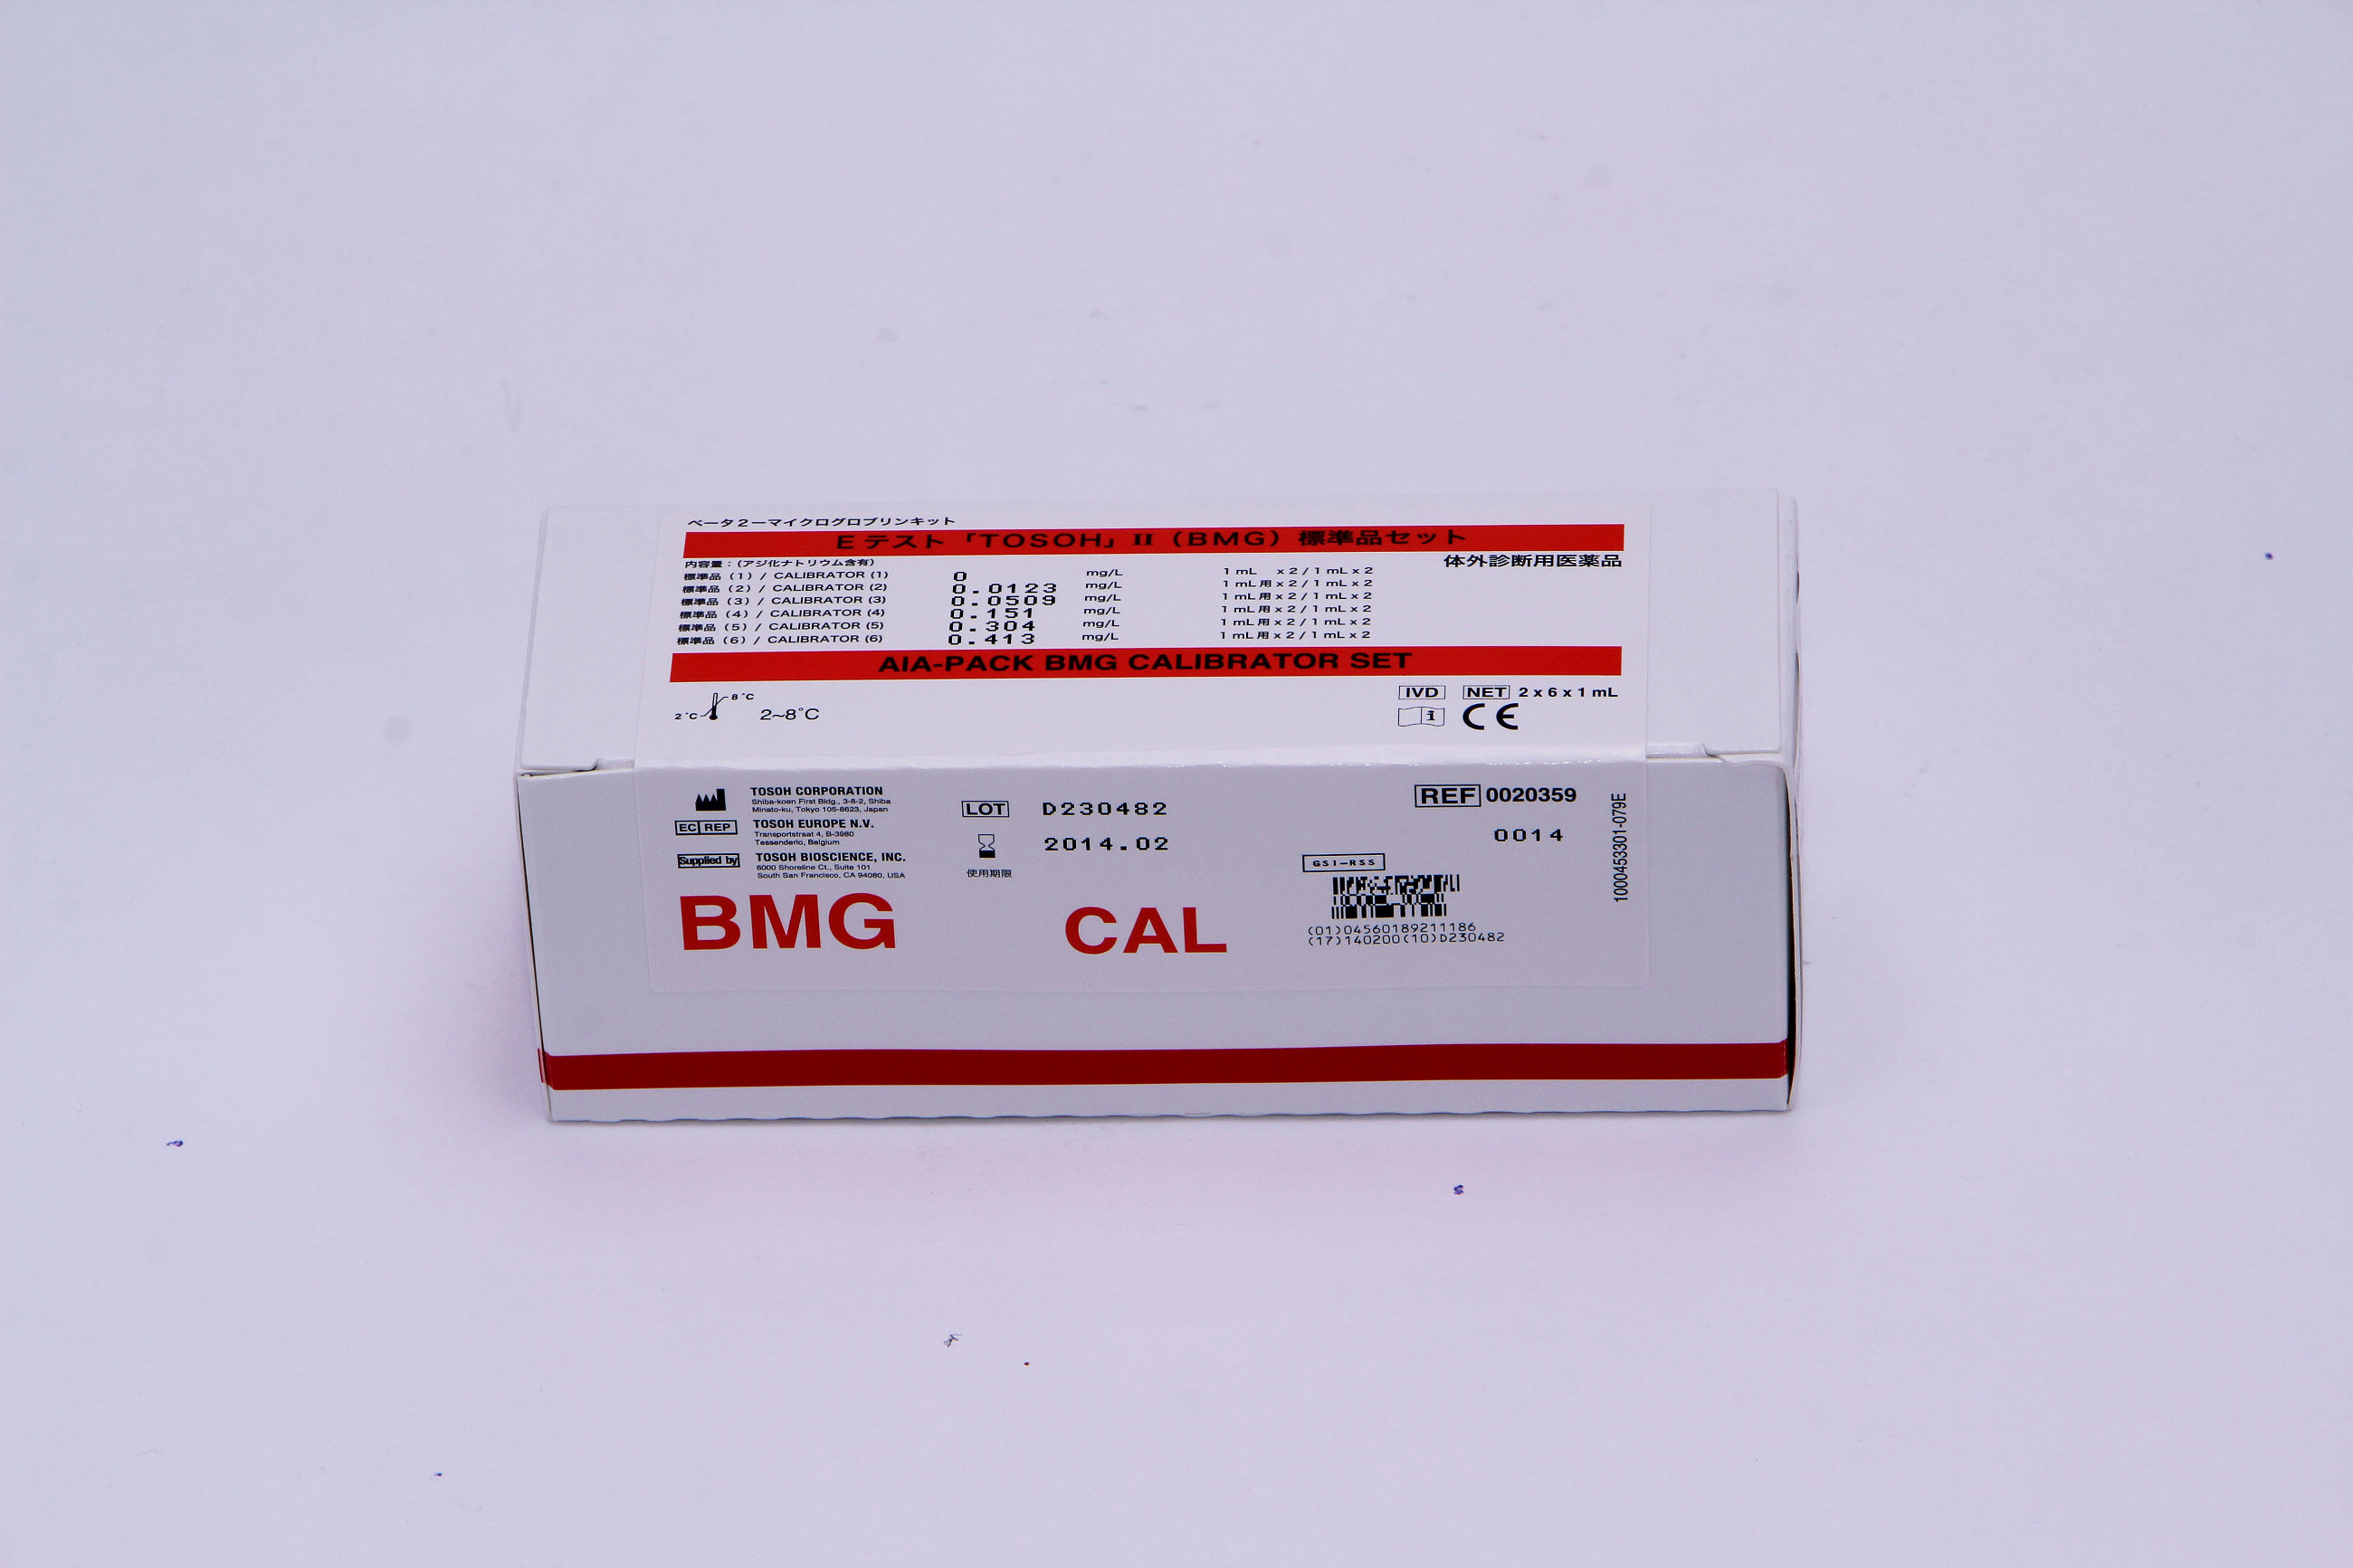 ベータ2ーマイクログロブリンキット
Eテスト「TOSOH」II（BMG）標準品セット
体外診断用医薬品
内容量：（アジ化ナトリウム含有）
標準品（1）/ CALIBRATOR (1) 0 mg/L 1 mL x 2 / 1 mL x 2
標準品（2）/ CALIBRATOR (2) 0.0123 mg/L 1 mL用 x 2 / 1 mL x 2
標準品（3）/ CALIBRATOR (3) 0.0509 mg/L 1 mL用 x 2 / 1 mL x 2
標準品（4）/ CALIBRATOR (4) 0.151 mg/L 1 mL用 x 2 / 1 mL x 2
標準品（5）/ CALIBRATOR (5) 0.304 mg/L 1 mL用 x 2 / 1 mL x 2
標準品（6）/ CALIBRATOR (6) 0.413 mg/L 1 mL用 x 2 / 1 mL x 2
AIA-PACK BMG CALIBRATOR SET
2°C 8°C 2~8°C
IVD NET 2 x 6 x 1 mL
i CE
TOSOH CORPORATION
Shiba-koen First Bldg., 3-8-2, Shiba
Minato-ku, Tokyo 105-8623, Japan
EC REP TOSOH EUROPE N.V.
Transportstraat 4, B-3980
Tessenderlo, Belgium
Supplied by TOSOH BIOSCIENCE, INC.
6000 Shoreline Ct., Suite 101
South San Francisco, CA 94080, USA
LOT D230482
2014.02
使用期限
REF 0020359
0014
GS1-RSS
(01)04560189211186
(17)140200(10)D230482
1000453301-079E
BMG CAL